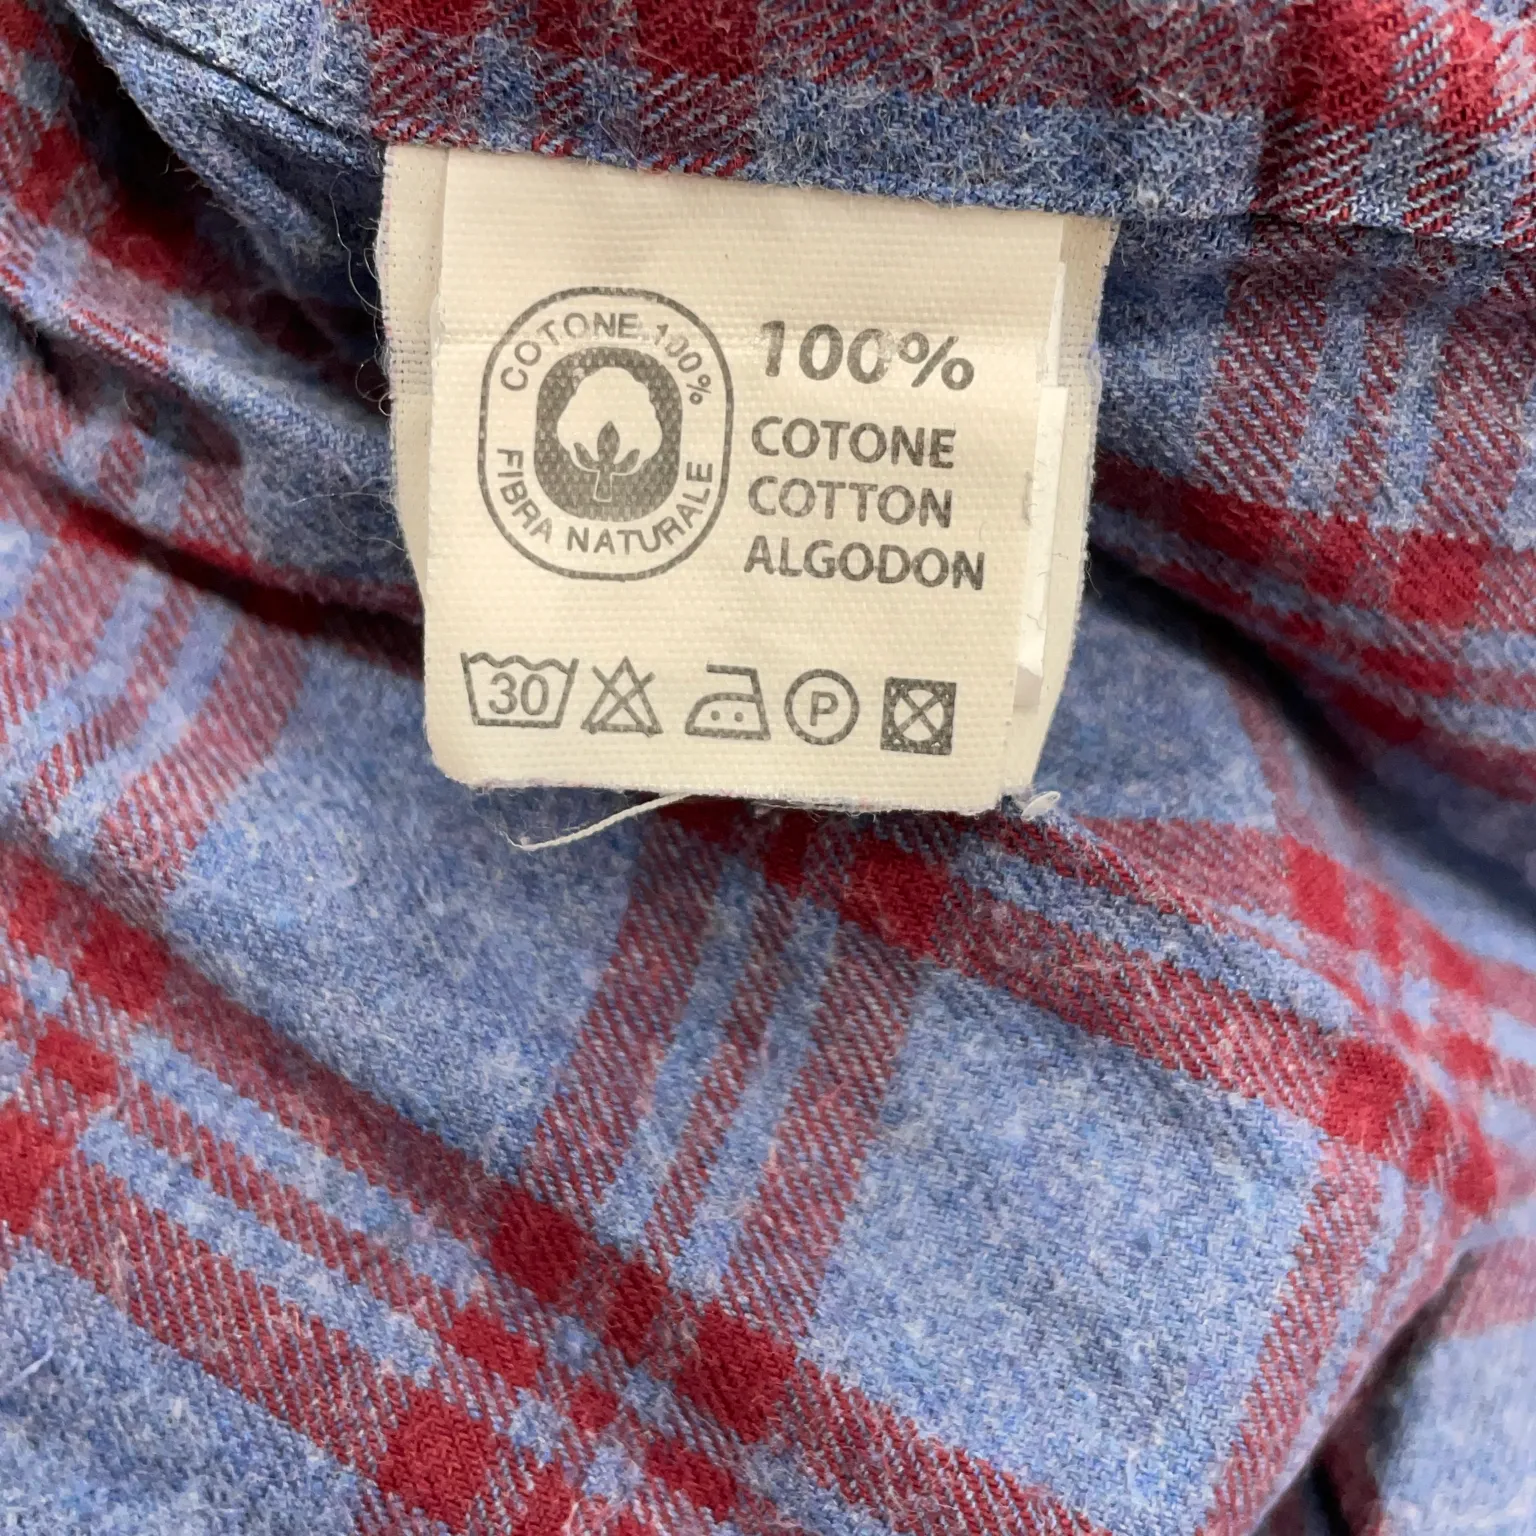 COTONE 100%
FIBRA NATURALE
100%
COTONE
COTTON
ALGODON
30
P